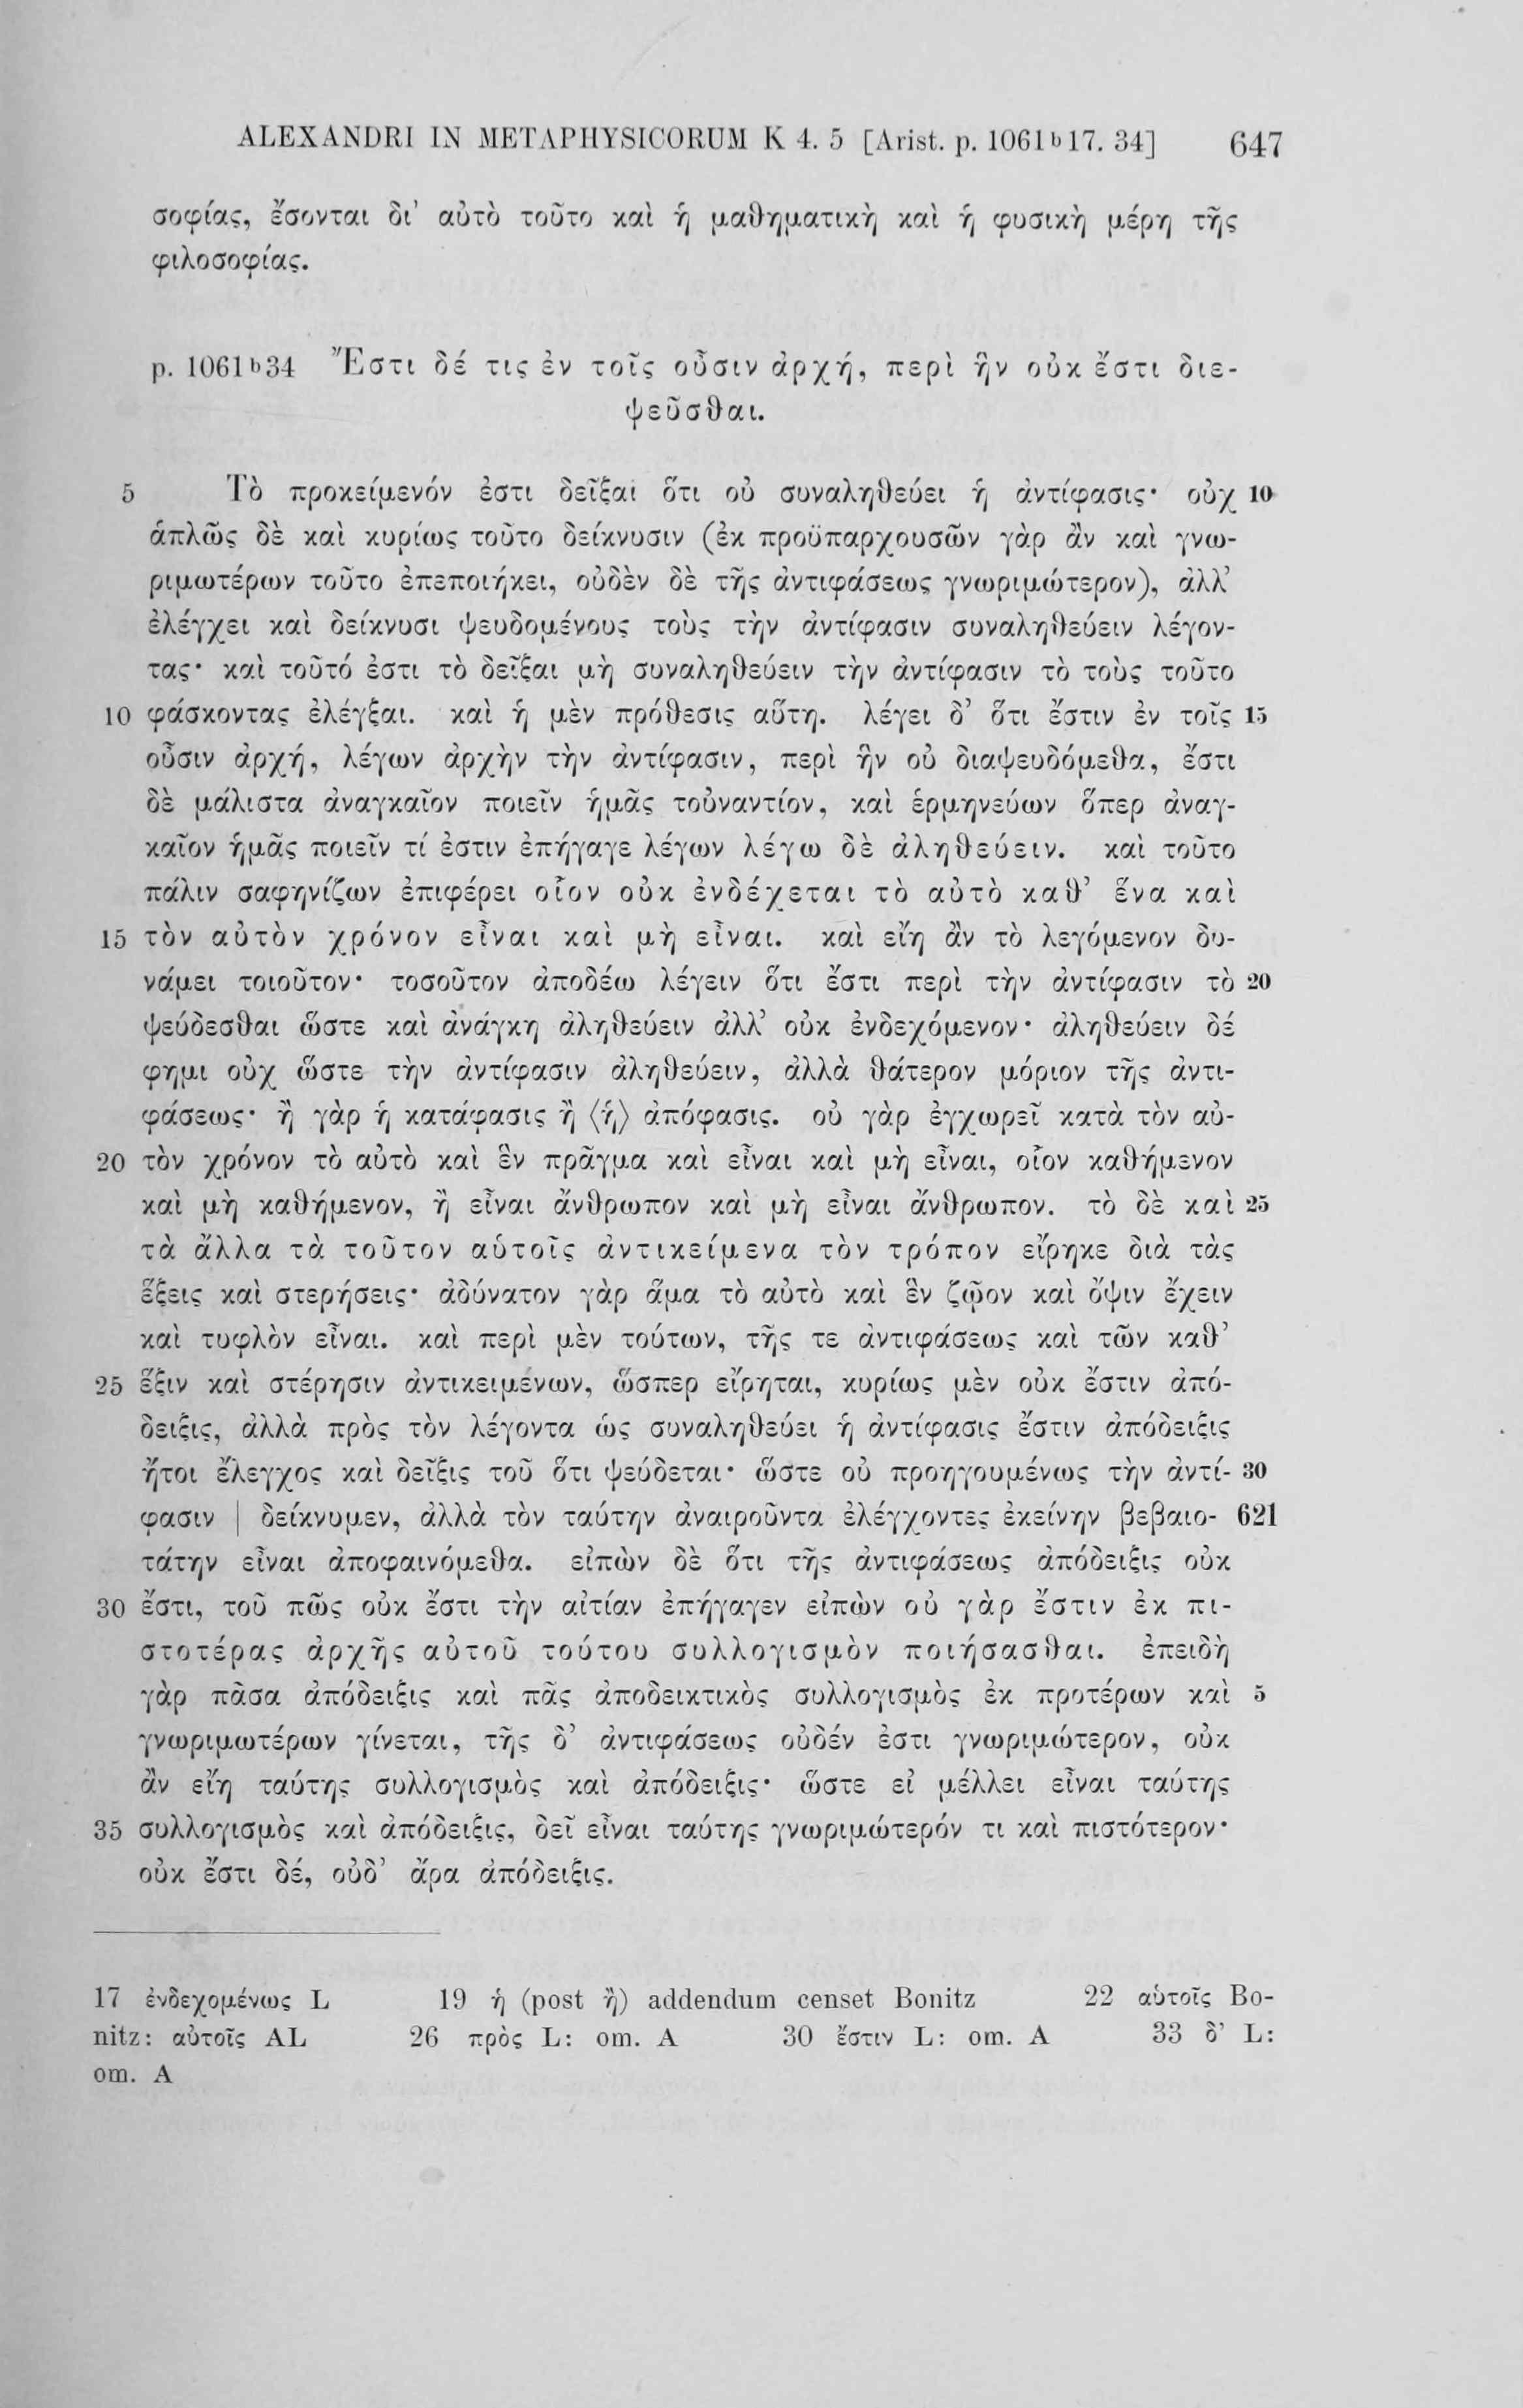 ALEXANDRI IN METAPHYSICORUM K 4. 5 [Arist. p. 1061ᵇ17. 34] 647
σοφίας, ἔσονται δι’ αὐτὸ τοῦτο καὶ ἡ μαθηματικὴ καὶ ἡ φυσικὴ μέρη τῆς
φιλοσοφίας.
p. 1061ᵇ34 Ἔστι δέ τις ἐν τοῖς οὖσιν ἀρχή, περὶ ἣν οὐκ ἔστι διε-
ψεῦσθαι.
5 Τὸ προκείμενόν ἐστι δεῖξαι ὅτι οὐ συναληθεύει ἡ ἀντίφασις· οὐχ 10
ἁπλῶς δὲ καὶ κυρίως τοῦτο δείκνυσιν (ἐκ προϋπαρχουσῶν γὰρ ἂν καὶ γνω-
ριμωτέρων τοῦτο ἐπεποιήκει, οὐδὲν δὲ τῆς ἀντιφάσεως γνωριμώτερον), ἀλλ’
ἐλέγχει καὶ δείκνυσι ψευδομένους τοὺς τὴν ἀντίφασιν συναληθεύειν λέγον-
τας· καὶ τοῦτό ἐστι τὸ δεῖξαι μὴ συναληθεύειν τὴν ἀντίφασιν τὸ τοὺς τοῦτο
10 φάσκοντας ἐλέγξαι. καὶ ἡ μὲν πρόθεσις αὕτη. λέγει δ’ ὅτι ἔστιν ἐν τοῖς 15
οὖσιν ἀρχή, λέγων ἀρχὴν τὴν ἀντίφασιν, περὶ ἣν οὐ διαψευδόμεθα, ἔστι
δὲ μάλιστα ἀναγκαῖον ποιεῖν ἡμᾶς τοὐναντίον, καὶ ἑρμηνεύων ὅπερ ἀναγ-
καῖον ἡμᾶς ποιεῖν τί ἐστιν ἐπήγαγε λέγων λέγω δὲ ἀληθεύειν. καὶ τοῦτο
πάλιν σαφηνίζων ἐπιφέρει οἷον οὐκ ἐνδέχεται τὸ αὐτὸ καθ’ ἕνα καὶ
15 τὸν αὐτὸν χρόνον εἶναι καὶ μὴ εἶναι. καὶ εἴη ἂν τὸ λεγόμενον δυ-
νάμει τοιοῦτον· τοσοῦτον ἀποδέω λέγειν ὅτι ἔστι περὶ τὴν ἀντίφασιν τὸ 20
ψεύδεσθαι ὥστε καὶ ἀνάγκη ἀληθεύειν ἀλλ’ οὐκ ἐνδεχόμενον· ἀληθεύειν δέ
φημι οὐχ ὥστε τὴν ἀντίφασιν ἀληθεύειν, ἀλλὰ θάτερον μόριον τῆς ἀντι-
φάσεως· ἢ γὰρ ἡ κατάφασις ἢ ⟨ἡ⟩ ἀπόφασις. οὐ γὰρ ἐγχωρεῖ κατὰ τὸν αὐ-
20 τὸν χρόνον τὸ αὐτὸ καὶ ἓν πρᾶγμα καὶ εἶναι καὶ μὴ εἶναι, οἷον καθήμενον
καὶ μὴ καθήμενον, ἢ εἶναι ἄνθρωπον καὶ μὴ εἶναι ἄνθρωπον. τὸ δὲ καὶ 25
τὰ ἄλλα τὰ τοῦτον αὑτοῖς ἀντικείμενα τὸν τρόπον εἴρηκε διὰ τὰς
ἕξεις καὶ στερήσεις· ἀδύνατον γὰρ ἅμα τὸ αὐτὸ καὶ ἓν ζῷον καὶ ὄψιν ἔχειν
καὶ τυφλὸν εἶναι. καὶ περὶ μὲν τούτων, τῆς τε ἀντιφάσεως καὶ τῶν καθ’
25 ἕξιν καὶ στέρησιν ἀντικειμένων, ὥσπερ εἴρηται, κυρίως μὲν οὐκ ἔστιν ἀπό-
δειξις, ἀλλὰ πρὸς τὸν λέγοντα ὡς συναληθεύει ἡ ἀντίφασις ἔστιν ἀπόδειξις
ἤτοι ἔλεγχος καὶ δεῖξις τοῦ ὅτι ψεύδεται· ὥστε οὐ προηγουμένως τὴν ἀντί- 30
φασιν | δείκνυμεν, ἀλλὰ τὸν ταύτην ἀναιροῦντα ἐλέγχοντες ἐκείνην βεβαιο- 621
τάτην εἶναι ἀποφαινόμεθα. εἰπὼν δὲ ὅτι τῆς ἀντιφάσεως ἀπόδειξις οὐκ
30 ἔστι, τοῦ πῶς οὐκ ἔστι τὴν αἰτίαν ἐπήγαγεν εἰπὼν οὐ γὰρ ἔστιν ἐκ πι-
στοτέρας ἀρχῆς αὐτοῦ τούτου συλλογισμὸν ποιήσασθαι. ἐπειδὴ
γὰρ πᾶσα ἀπόδειξις καὶ πᾶς ἀποδεικτικὸς συλλογισμὸς ἐκ προτέρων καὶ 5
γνωριμωτέρων γίνεται, τῆς δ’ ἀντιφάσεως οὐδέν ἐστι γνωριμώτερον, οὐκ
ἂν εἴη ταύτης συλλογισμὸς καὶ ἀπόδειξις· ὥστε εἰ μέλλει εἶναι ταύτης
35 συλλογισμὸς καὶ ἀπόδειξις, δεῖ εἶναι ταύτης γνωριμώτερόν τι καὶ πιστότερον·
οὐκ ἔστι δέ, οὐδ’ ἄρα ἀπόδειξις.
17 ἐνδεχομένως L 19 ἡ (post ἢ) addendum censet Bonitz 22 αὑτοῖς Bo-
nitz: αὐτοῖς AL 26 πρὸς L: om. A 30 ἔστιν L: om. A 33 δ’ L:
om. A